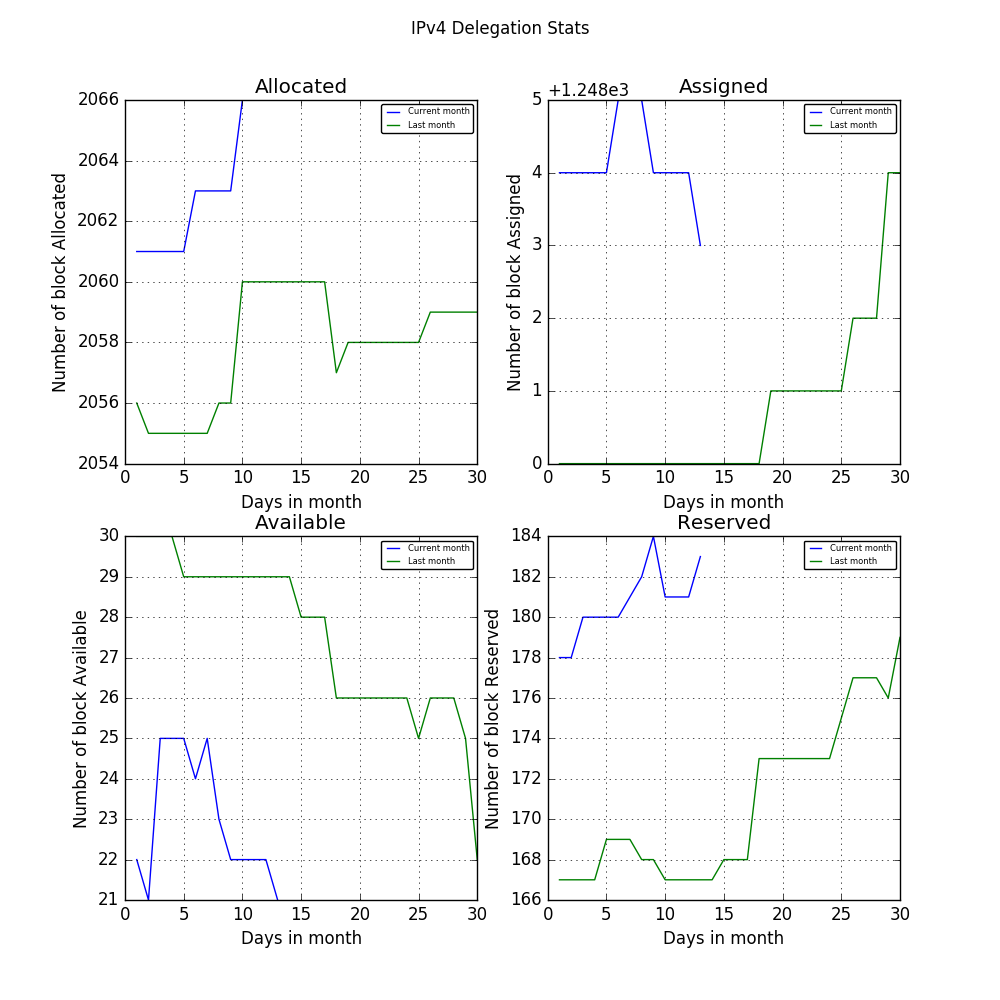 IPv4 Delegation Stats
Allocated
Number of block Allocated
2066
2064
2062
2060
2058
2056
2054
0 5 10 15 20 25 30
Days in month
Current month
Last month
+1.248e3
Assigned
Number of block Assigned
5
4
3
2
1
0
0 5 10 15 20 25 30
Days in month
Current month
Last month
Available
Number of block Available
30
29
28
27
26
25
24
23
22
21
0 5 10 15 20 25 30
Days in month
Current month
Last month
Reserved
Number of block Reserved
184
182
180
178
176
174
172
170
168
166
0 5 10 15 20 25 30
Days in month
Current month
Last month